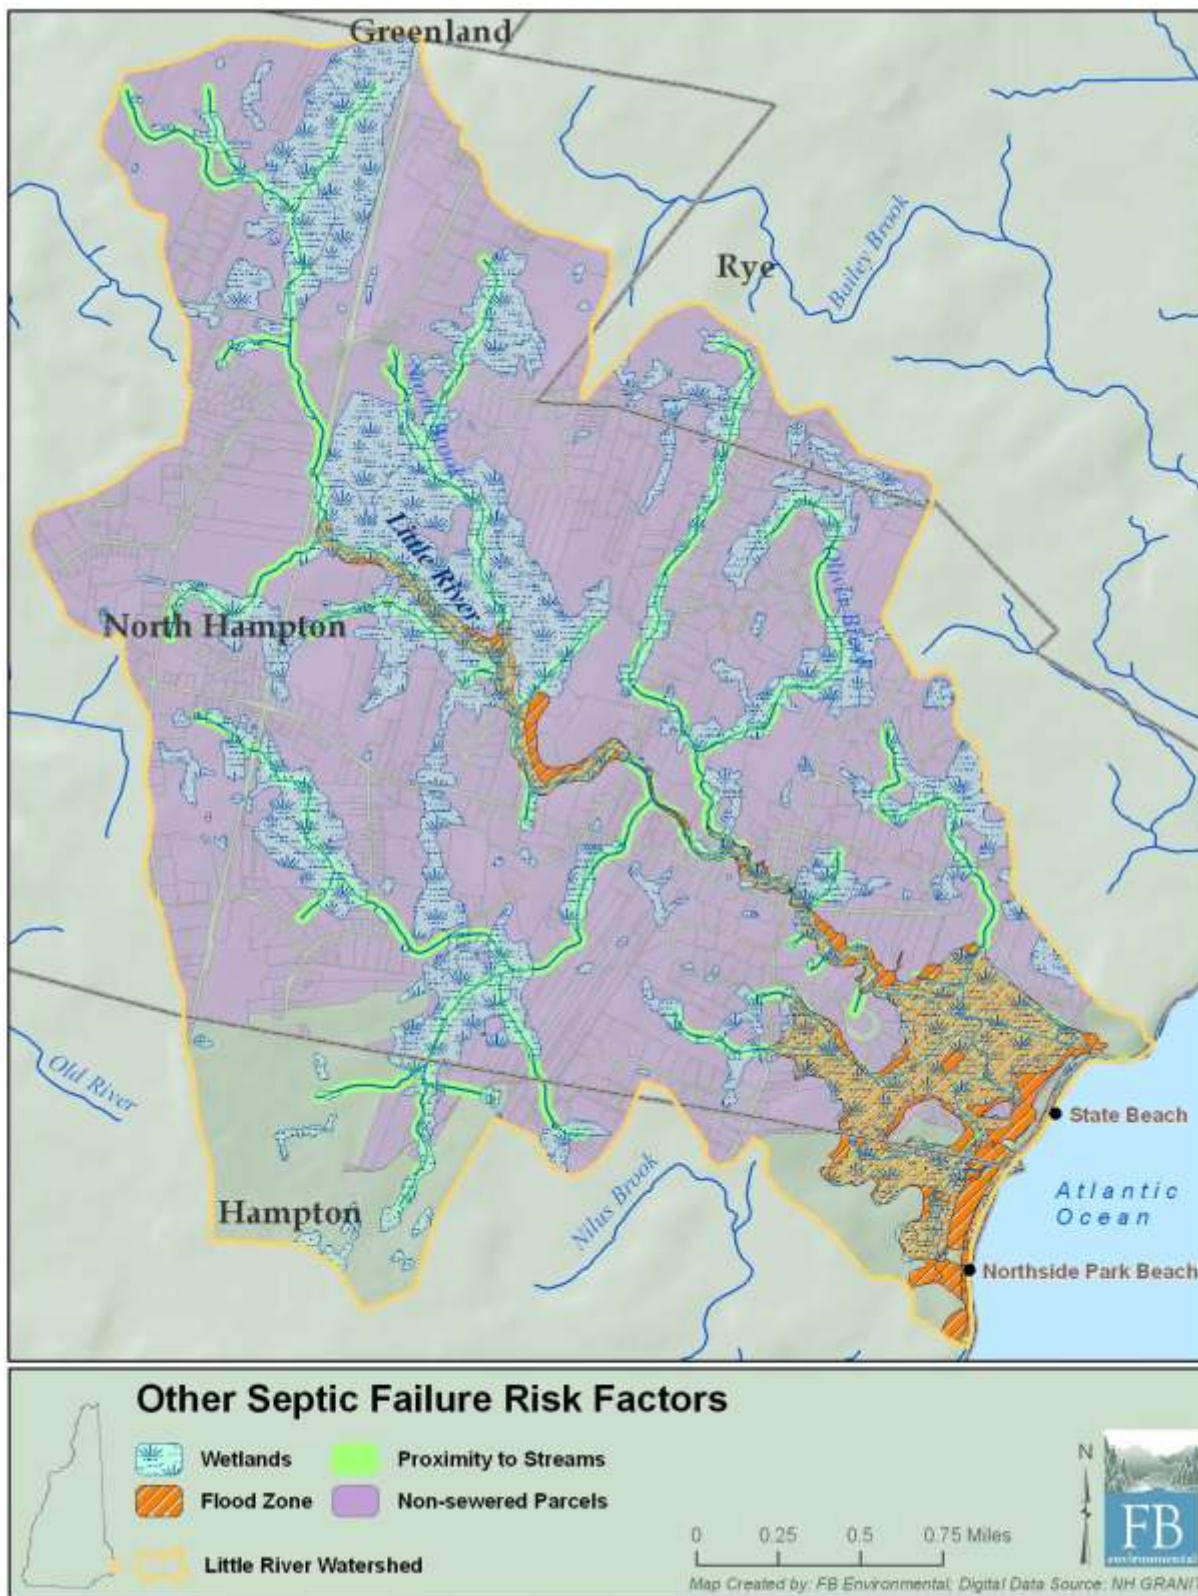 Greenland
Rye
Bailey Brook
Little River
North Hampton
Old River
Hampton
Nilus Brook
State Beach
Atlantic
Ocean
Northside Park Beach
Other Septic Failure Risk Factors
Wetlands
Proximity to Streams
Flood Zone
Non-sewered Parcels
Little River Watershed
0 0.25 0.5 0.75 Miles
N
FB
environmental
Map Created by: FB Environmental; Digital Data Source: NH GRANIT